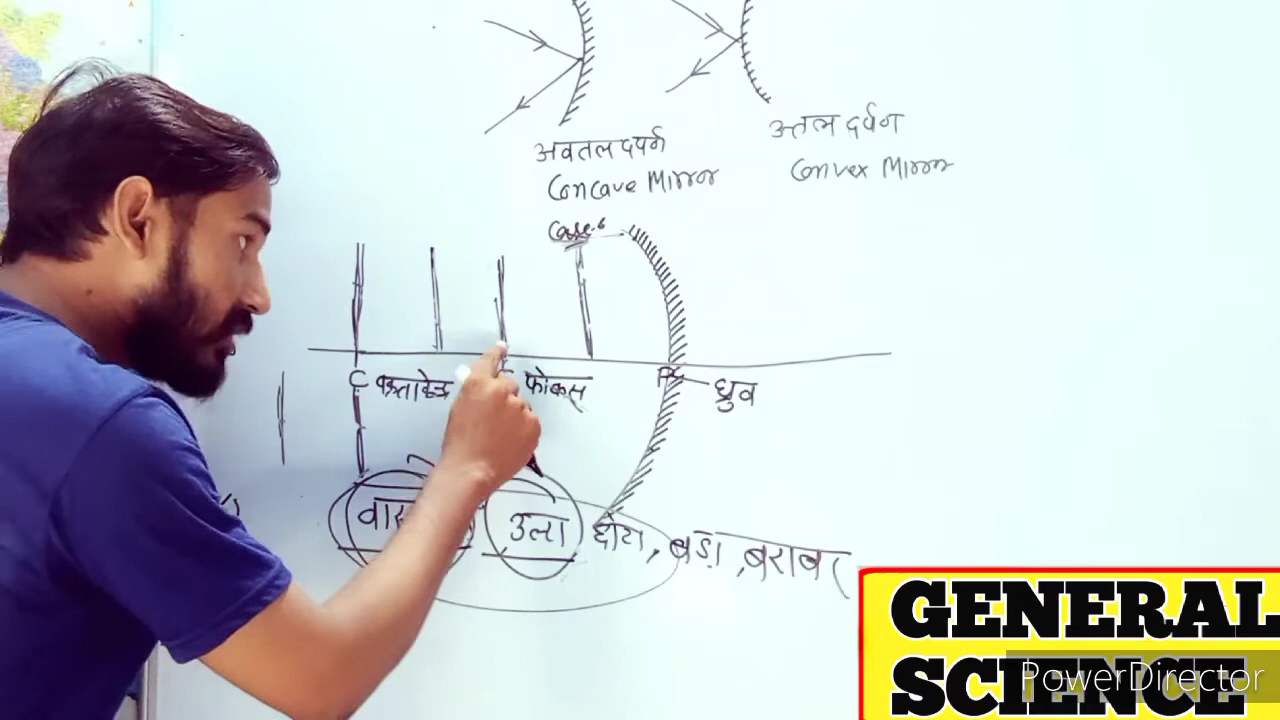 अवतल दर्पण
Concave Mirror
उत्तल दर्पण
Convex Mirror
Case-6
C
फोकस
ध्रुव
उल्टा छोटा, बड़ा, बराबर
GENERAL
SCIENCE
PowerDirector